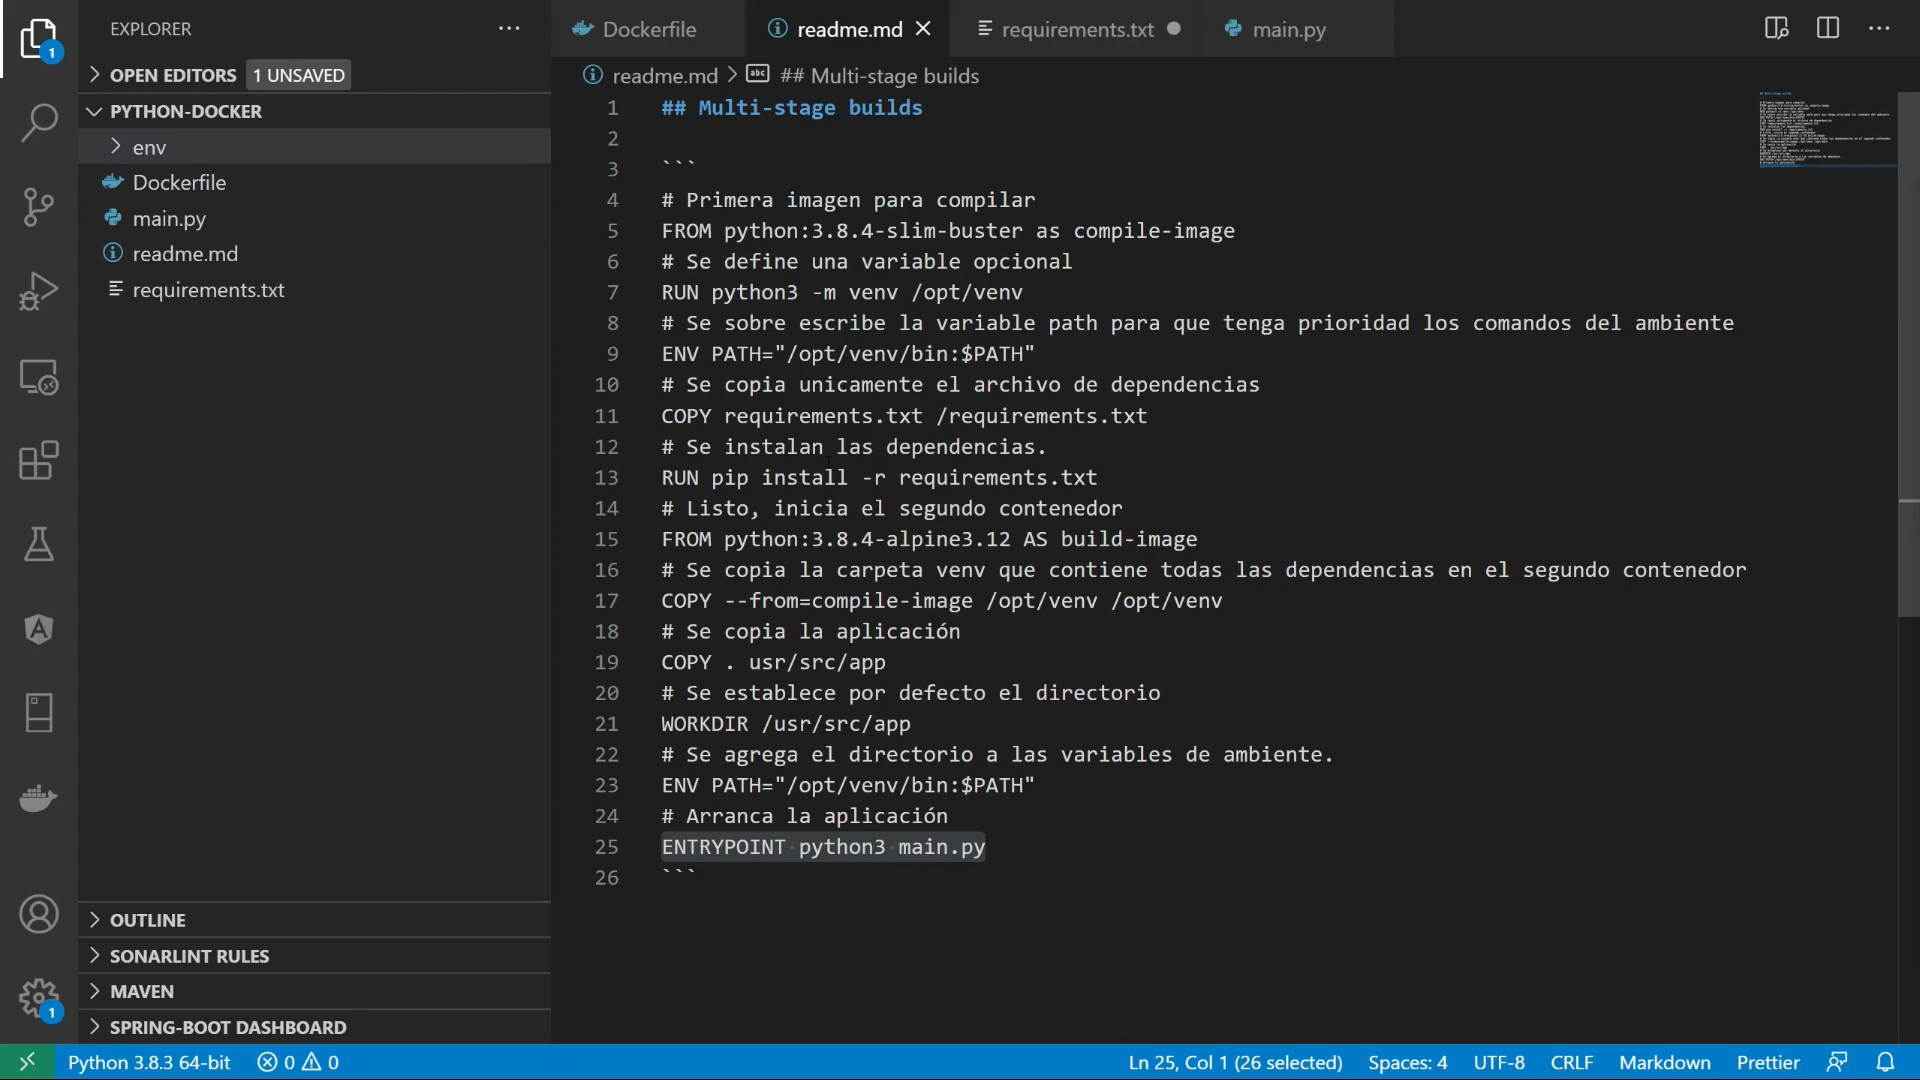 EXPLORER
Dockerfile
readme.md
requirements.txt
main.py
1
OPEN EDITORS 1 UNSAVED
readme.md > ## Multi-stage builds
PYTHON-DOCKER
env
Dockerfile
main.py
readme.md
requirements.txt
1 ## Multi-stage builds
2
3 ```
4 # Primera imagen para compilar
5 FROM python:3.8.4-slim-buster as compile-image
6 # Se define una variable opcional
7 RUN python3 -m venv /opt/venv
8 # Se sobre escribe la variable path para que tenga prioridad los comandos del ambiente
9 ENV PATH="/opt/venv/bin:$PATH"
10 # Se copia unicamente el archivo de dependencias
11 COPY requirements.txt /requirements.txt
12 # Se instalan las dependencias.
13 RUN pip install -r requirements.txt
14 # Listo, inicia el segundo contenedor
15 FROM python:3.8.4-alpine3.12 AS build-image
16 # Se copia la carpeta venv que contiene todas las dependencias en el segundo contenedor
17 COPY --from=compile-image /opt/venv /opt/venv
18 # Se copia la aplicación
19 COPY . usr/src/app
20 # Se establece por defecto el directorio
21 WORKDIR /usr/src/app
22 # Se agrega el directorio a las variables de ambiente.
23 ENV PATH="/opt/venv/bin:$PATH"
24 # Arranca la aplicación
25 ENTRYPOINT python3 main.py
26 ```
OUTLINE
SONARLINT RULES
MAVEN
SPRING-BOOT DASHBOARD
1
Python 3.8.3 64-bit 0 0 Ln 25, Col 1 (26 selected) Spaces: 4 UTF-8 CRLF Markdown Prettier